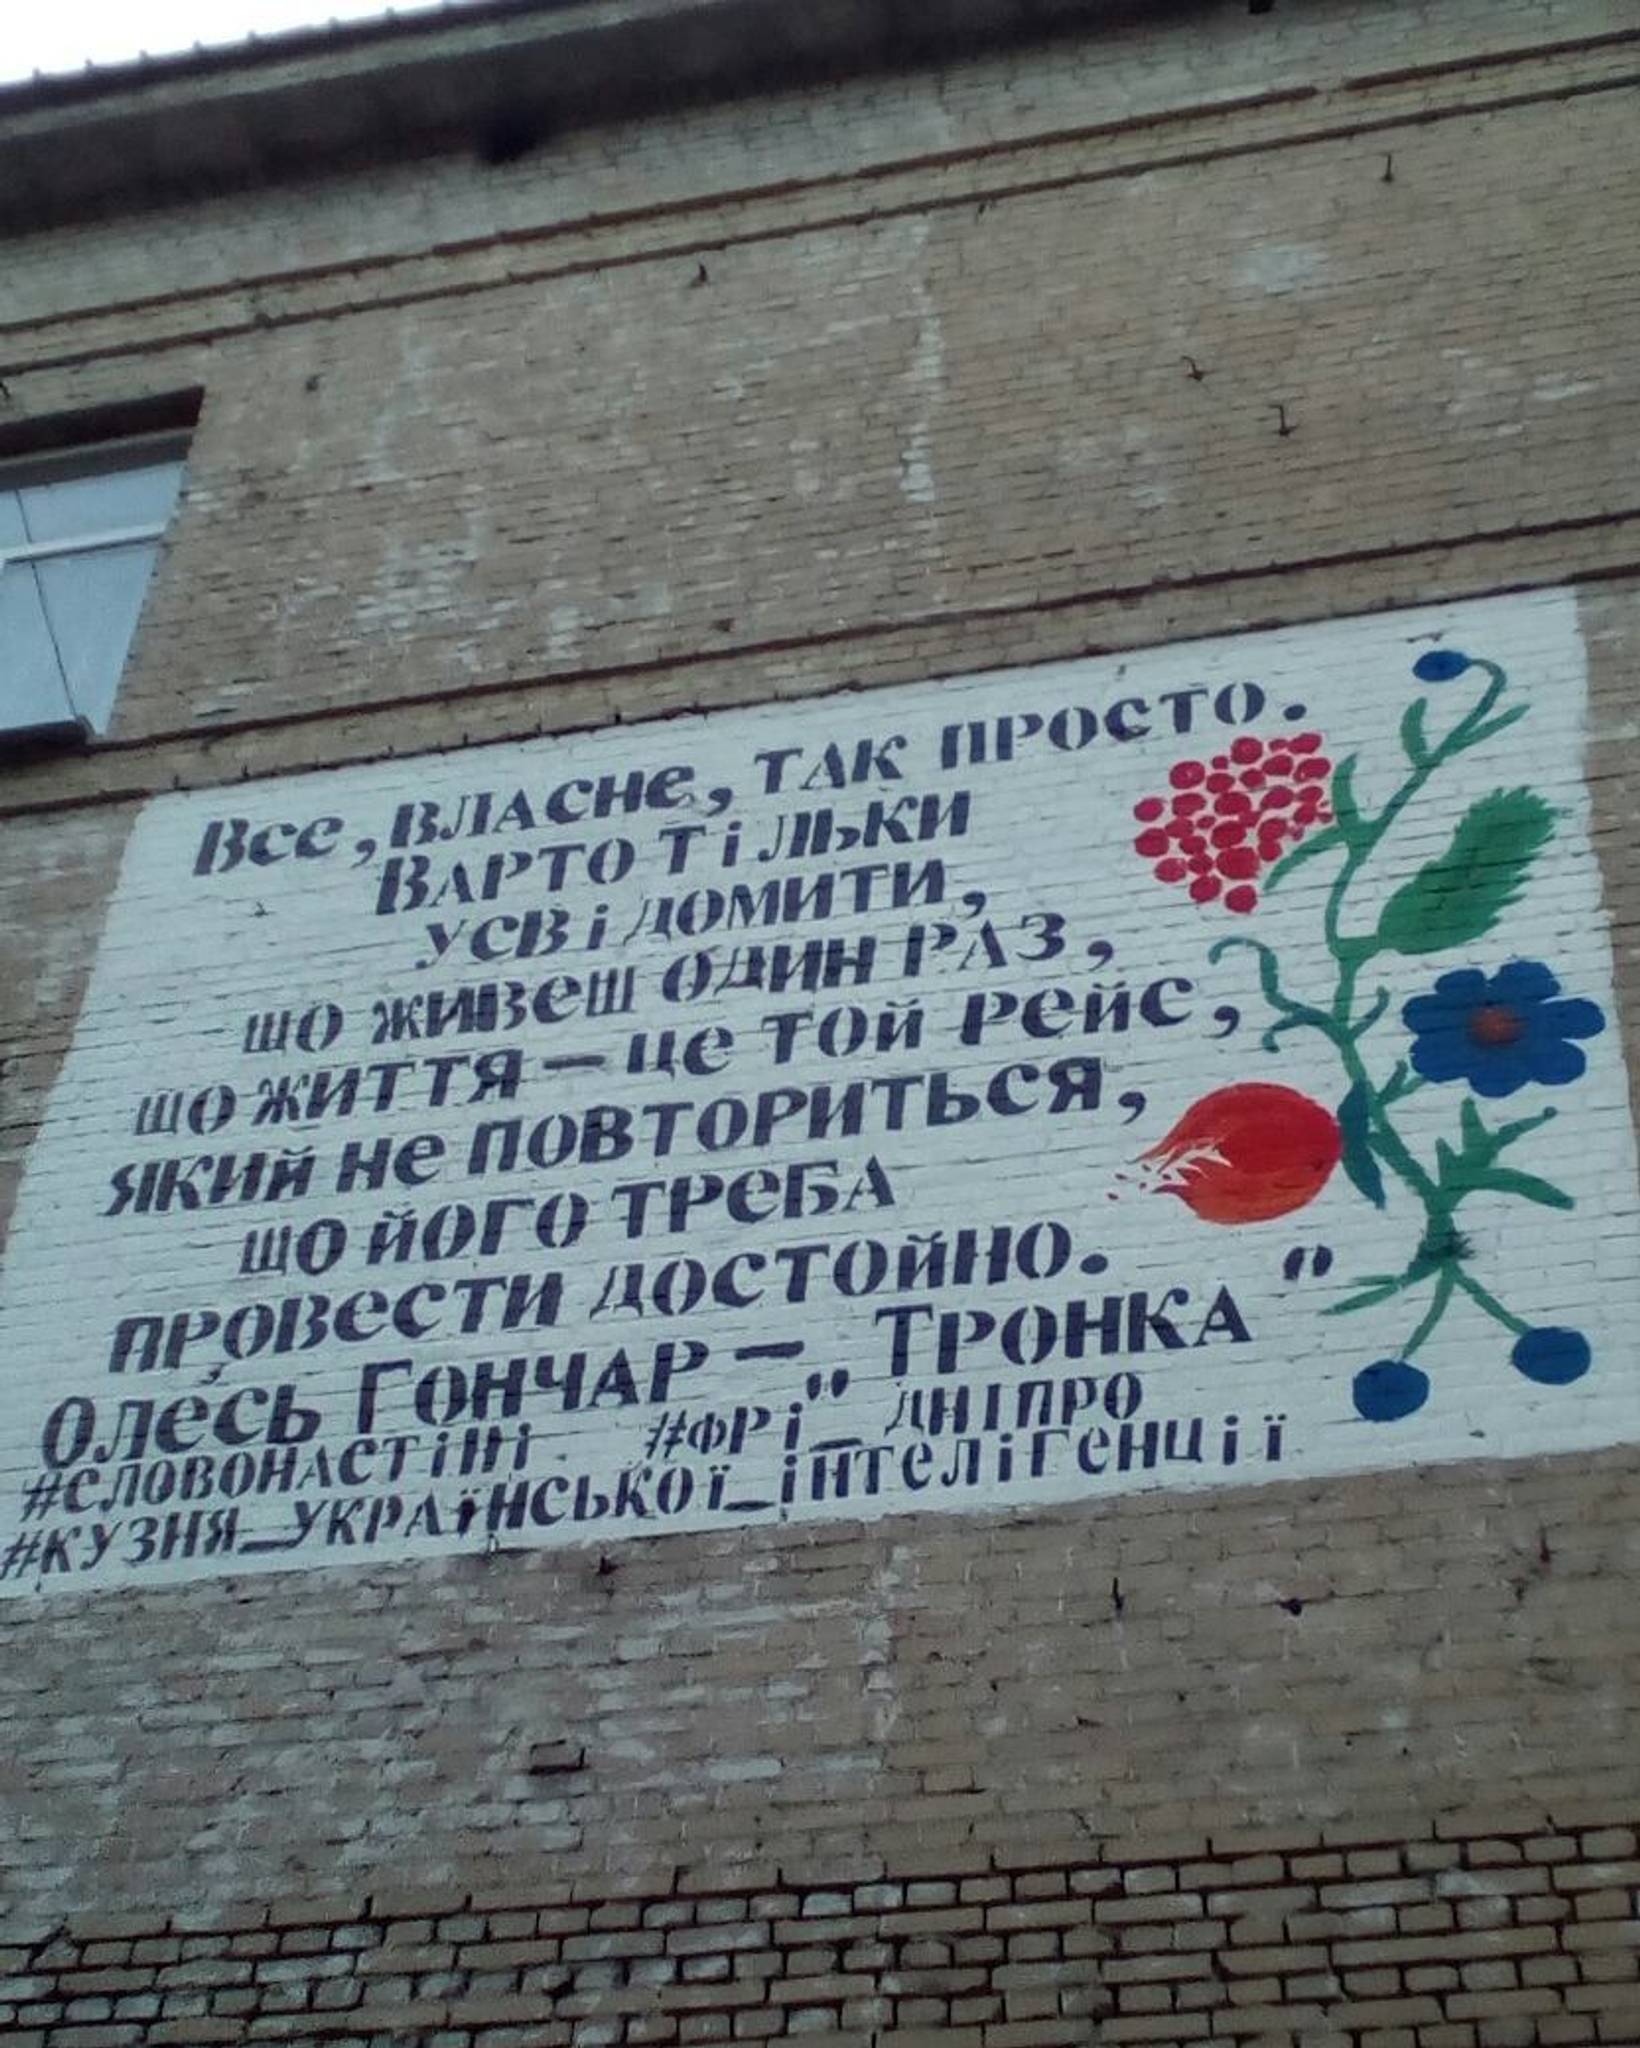 Все, власне, так просто.
Варто тільки
усвідомити,
що живеш один раз,
що життя — це той рейс,
який не повториться,
що його треба
провести достойно.
Олесь Гончар — „Тронка"
#словонастіні #фрі_дніпро
#кузня_української_інтелігенції